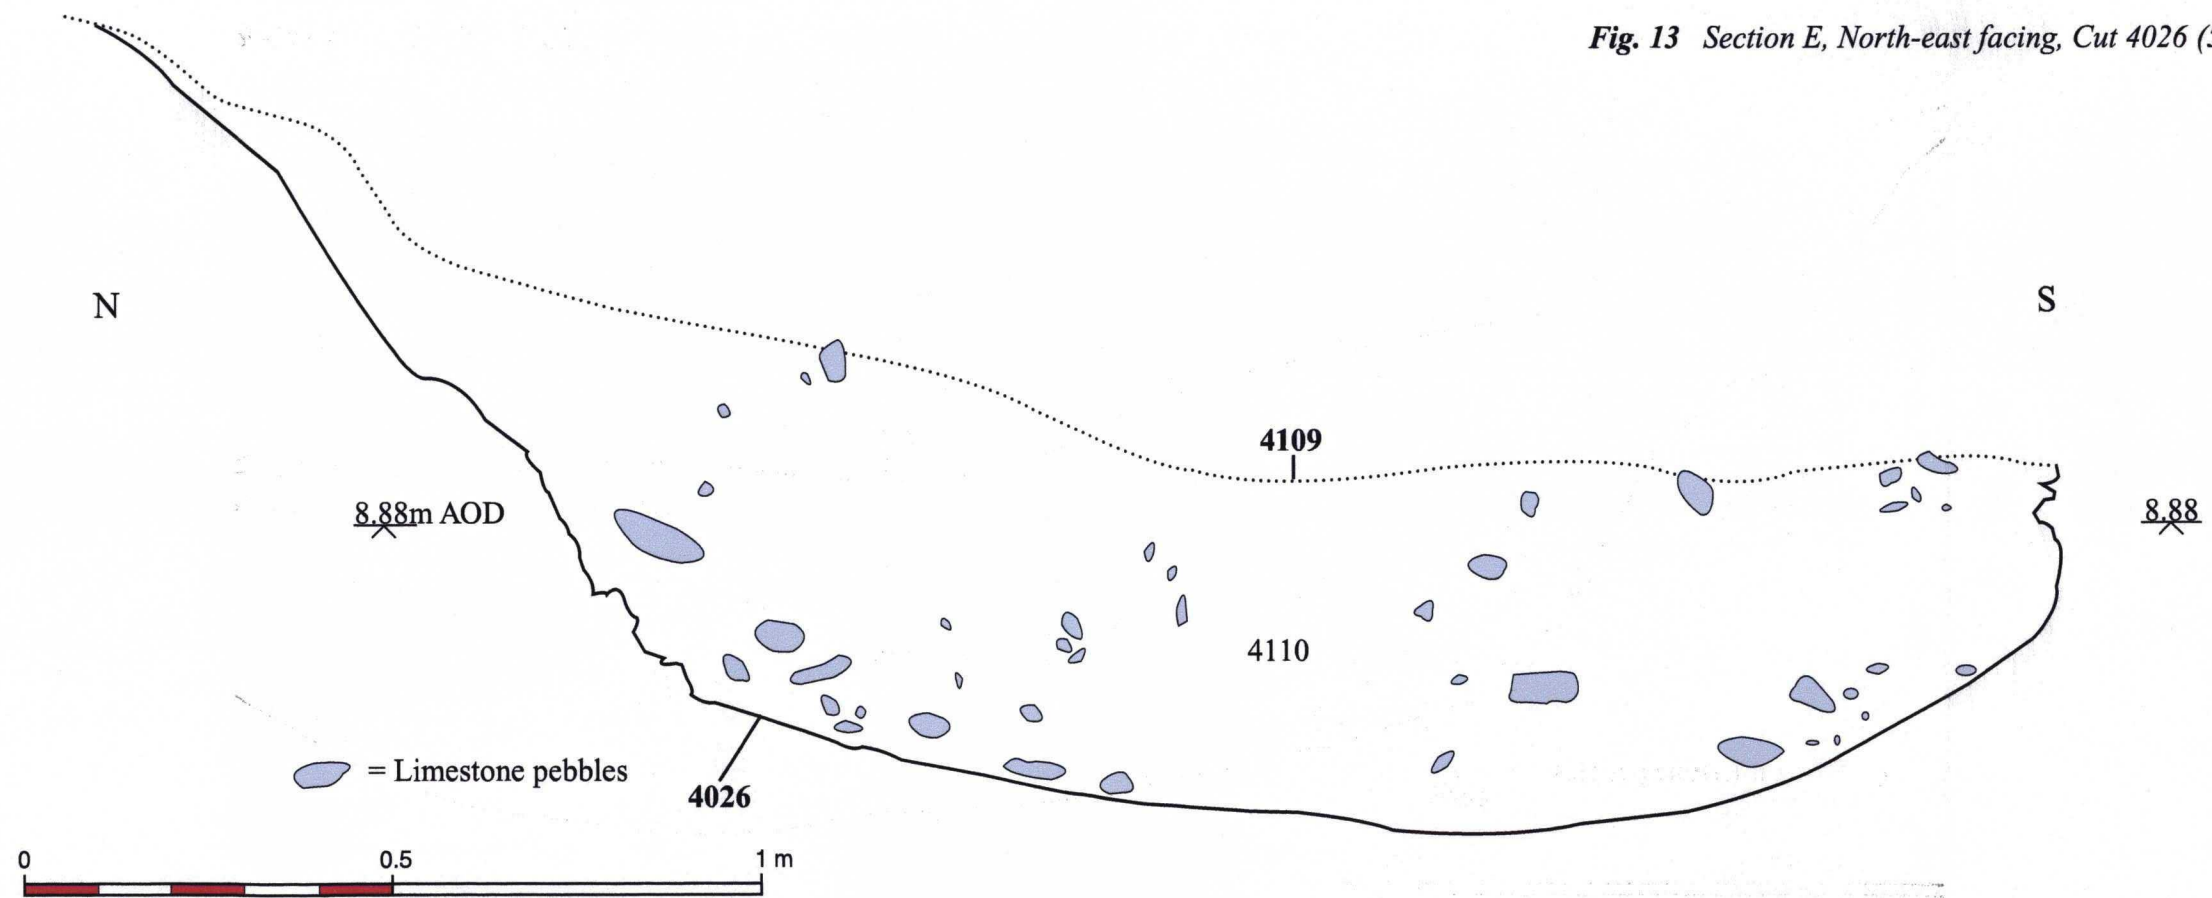 Fig. 13 Section E, North-east facing, Cut 4026
N
S
4109
8.88m AOD
8.88
4110
= Limestone pebbles
4026
0 0.5 1 m